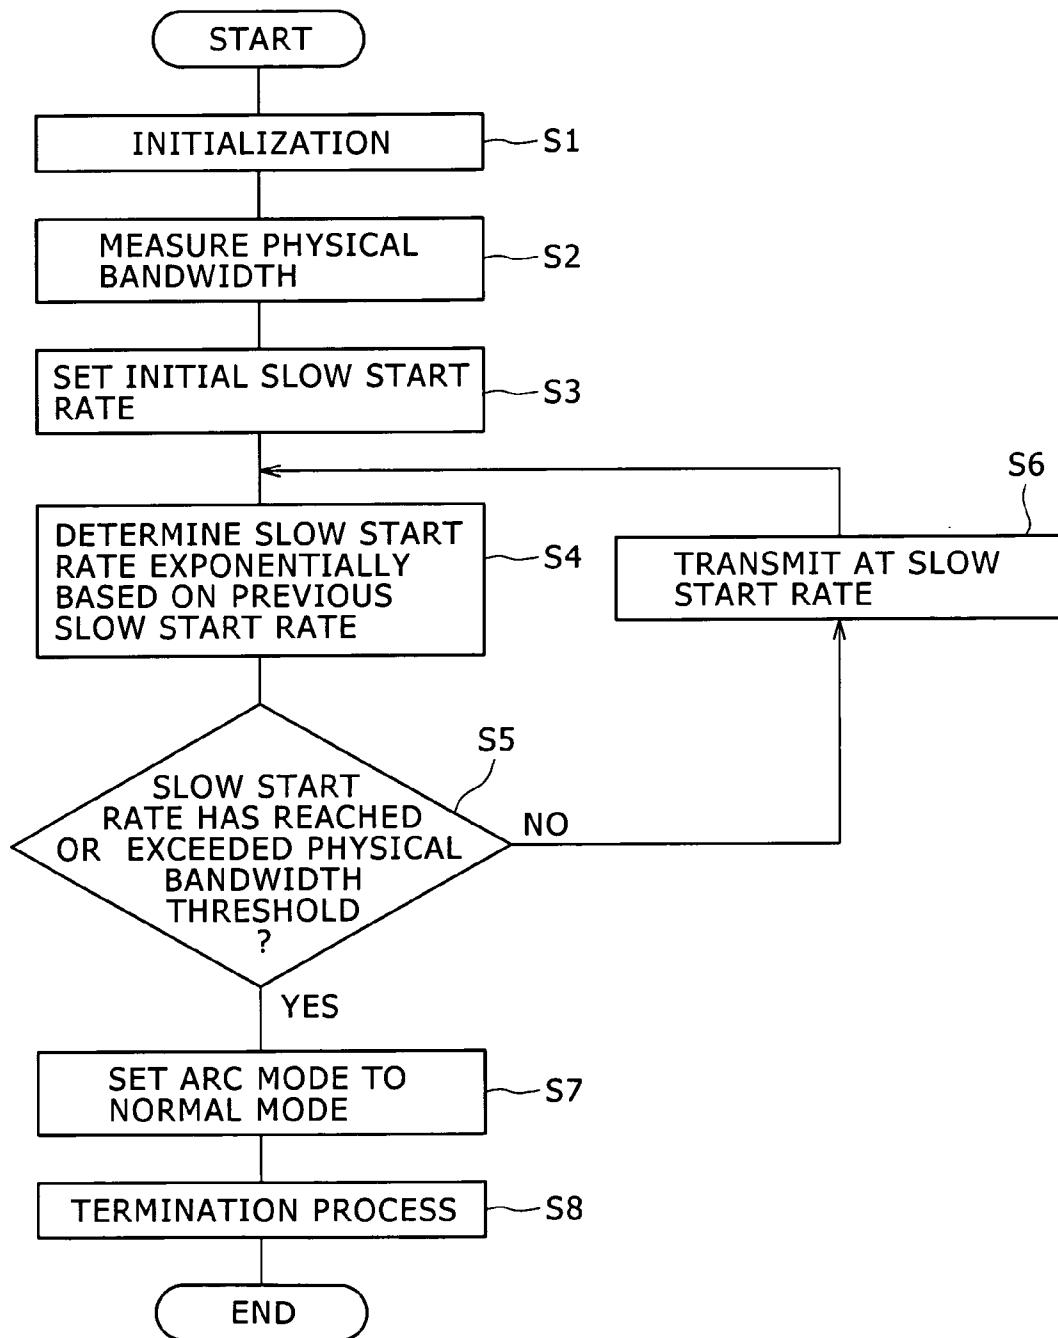 START
INITIALIZATION
S1
MEASURE PHYSICAL
BANDWIDTH
S2
SET INITIAL SLOW START
RATE
S3
DETERMINE SLOW START
RATE EXPONENTIALLY
BASED ON PREVIOUS
SLOW START RATE
S4
S6
TRANSMIT AT SLOW
START RATE
S5
SLOW START
RATE HAS REACHED
OR EXCEEDED PHYSICAL
BANDWIDTH
THRESHOLD
?
NO
YES
SET ARC MODE TO
NORMAL MODE
S7
TERMINATION PROCESS
S8
END